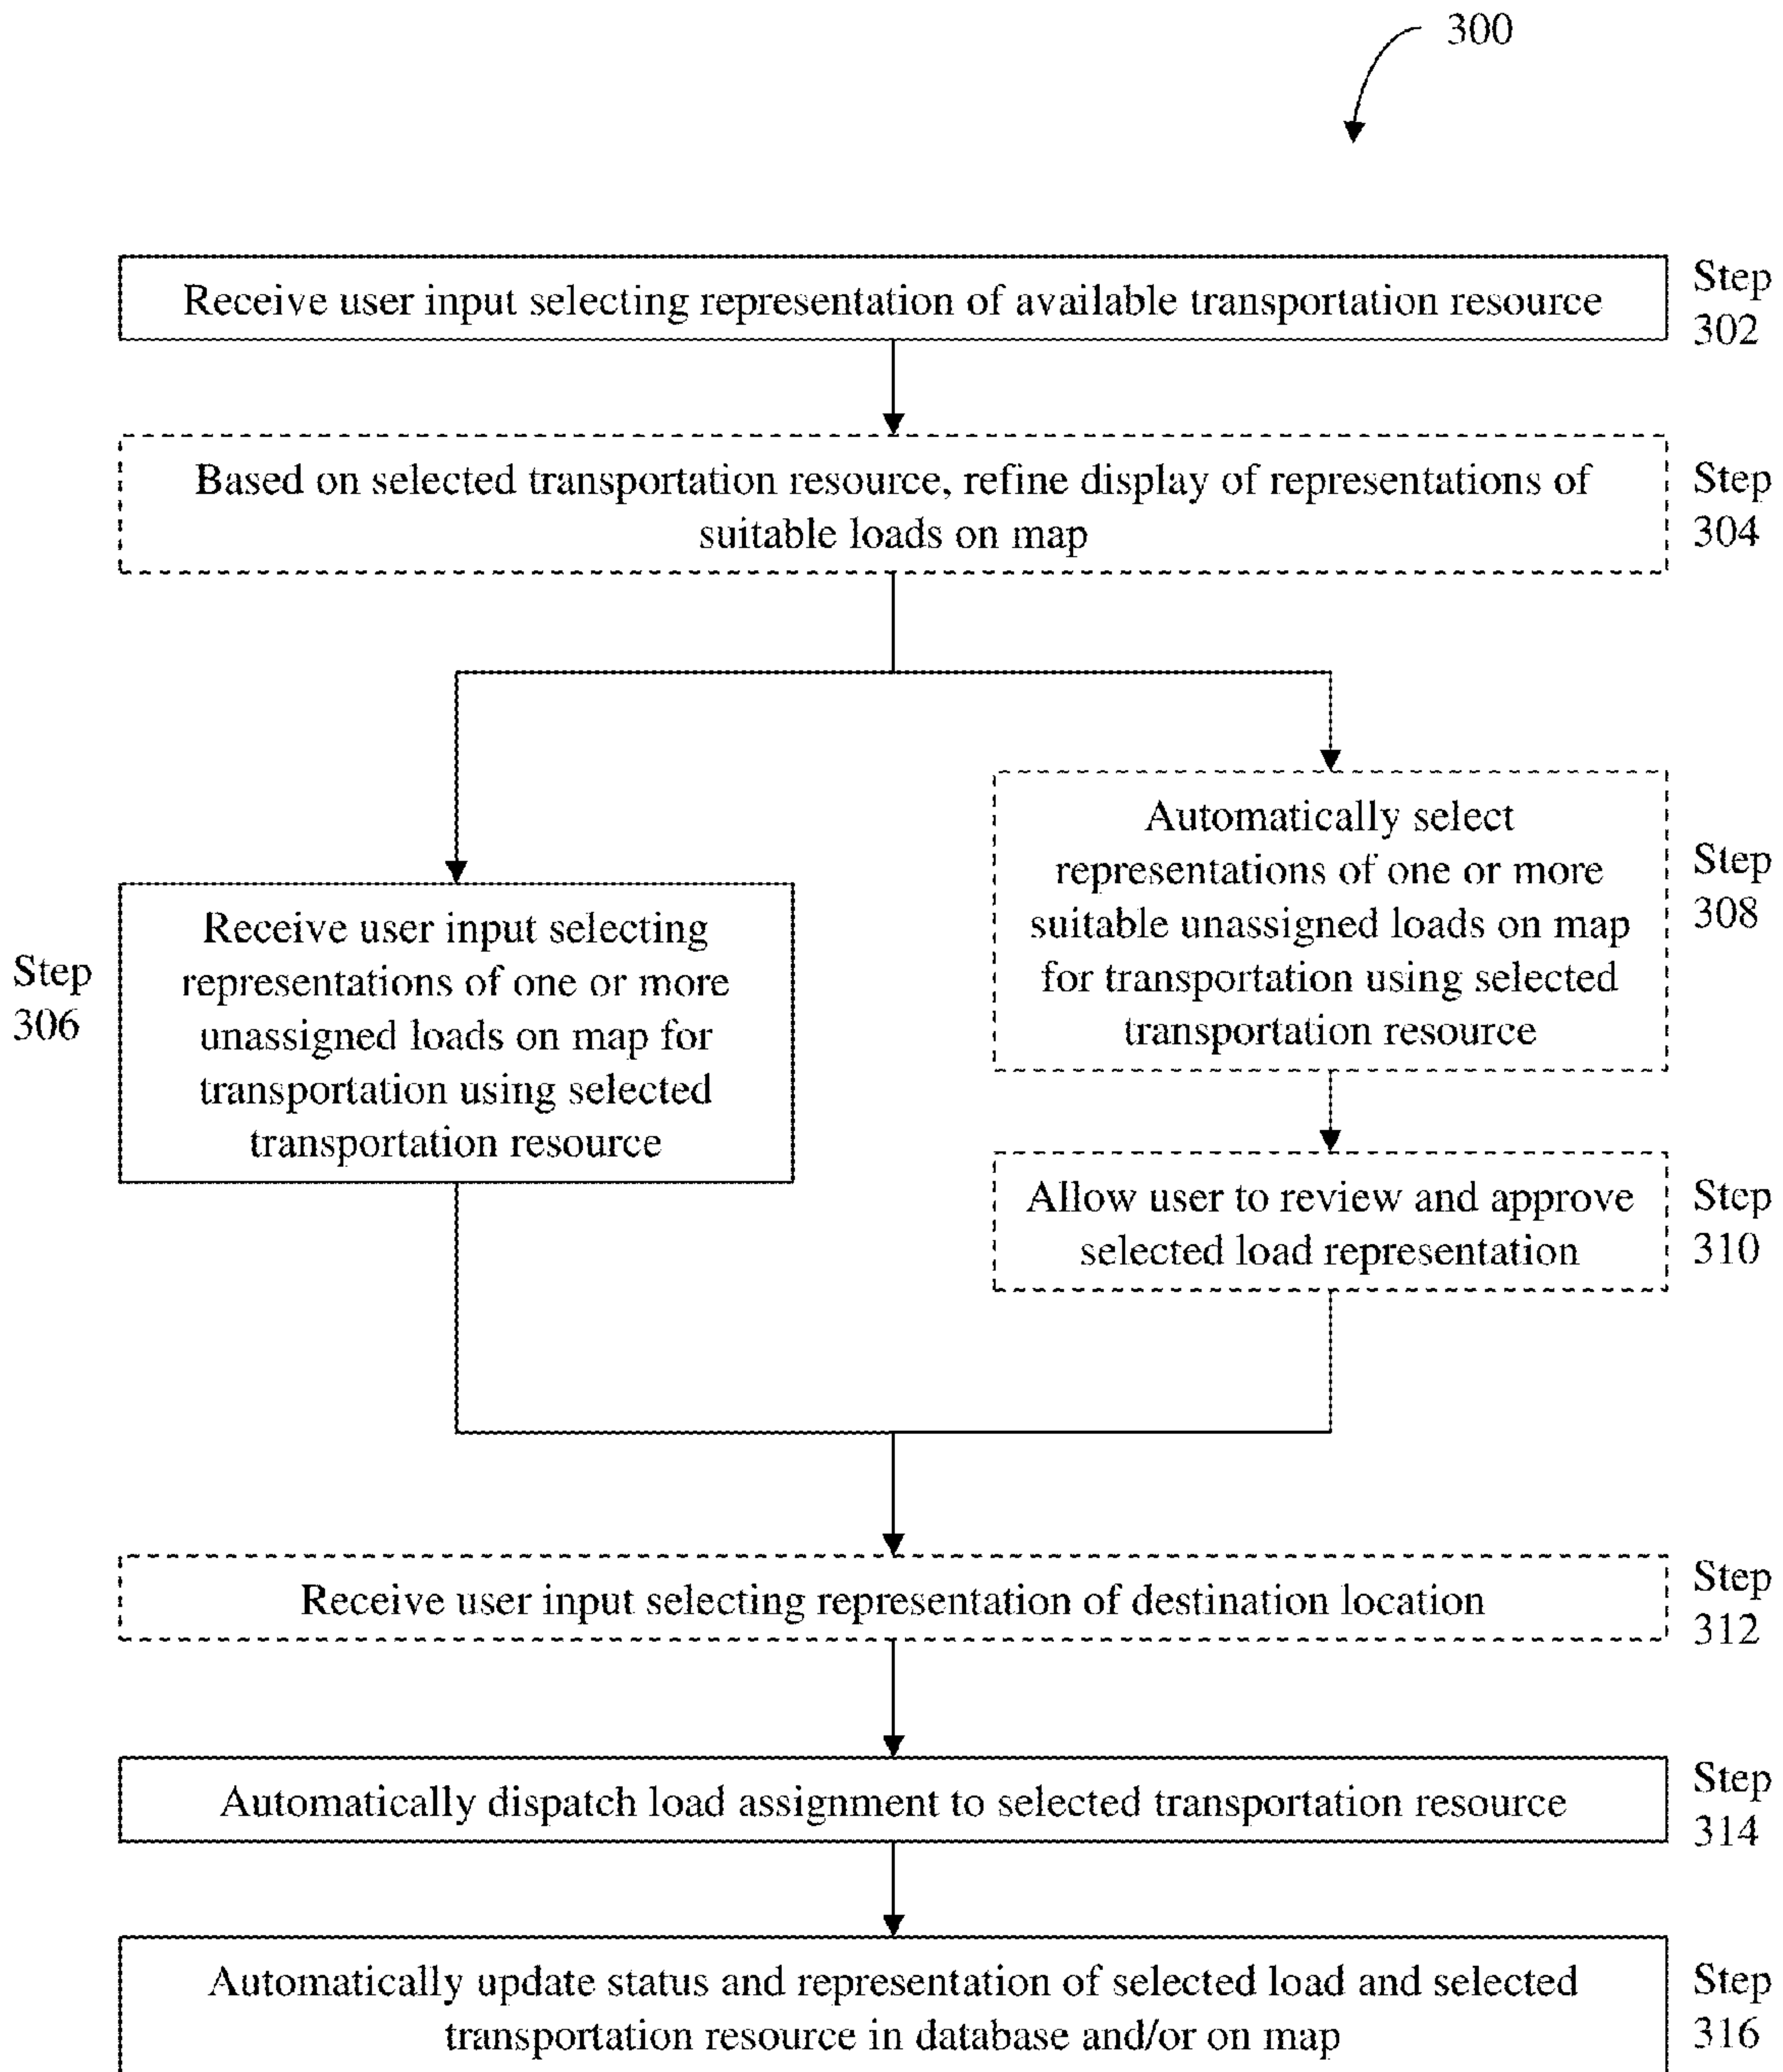 300
Receive user input selecting representation of available transportation resource
Step
302
Based on selected transportation resource, refine display of representations of
suitable loads on map
Step
304
Automatically select
representations of one or more
suitable unassigned loads on map
for transportation using selected
transportation resource
Step
308
Step
306
Receive user input selecting
representations of one or more
unassigned loads on map for
transportation using selected
transportation resource
Allow user to review and approve
selected load representation
Step
310
Receive user input selecting representation of destination location
Step
312
Automatically dispatch load assignment to selected transportation resource
Step
314
Automatically update status and representation of selected load and selected
transportation resource in database and/or on map
Step
316